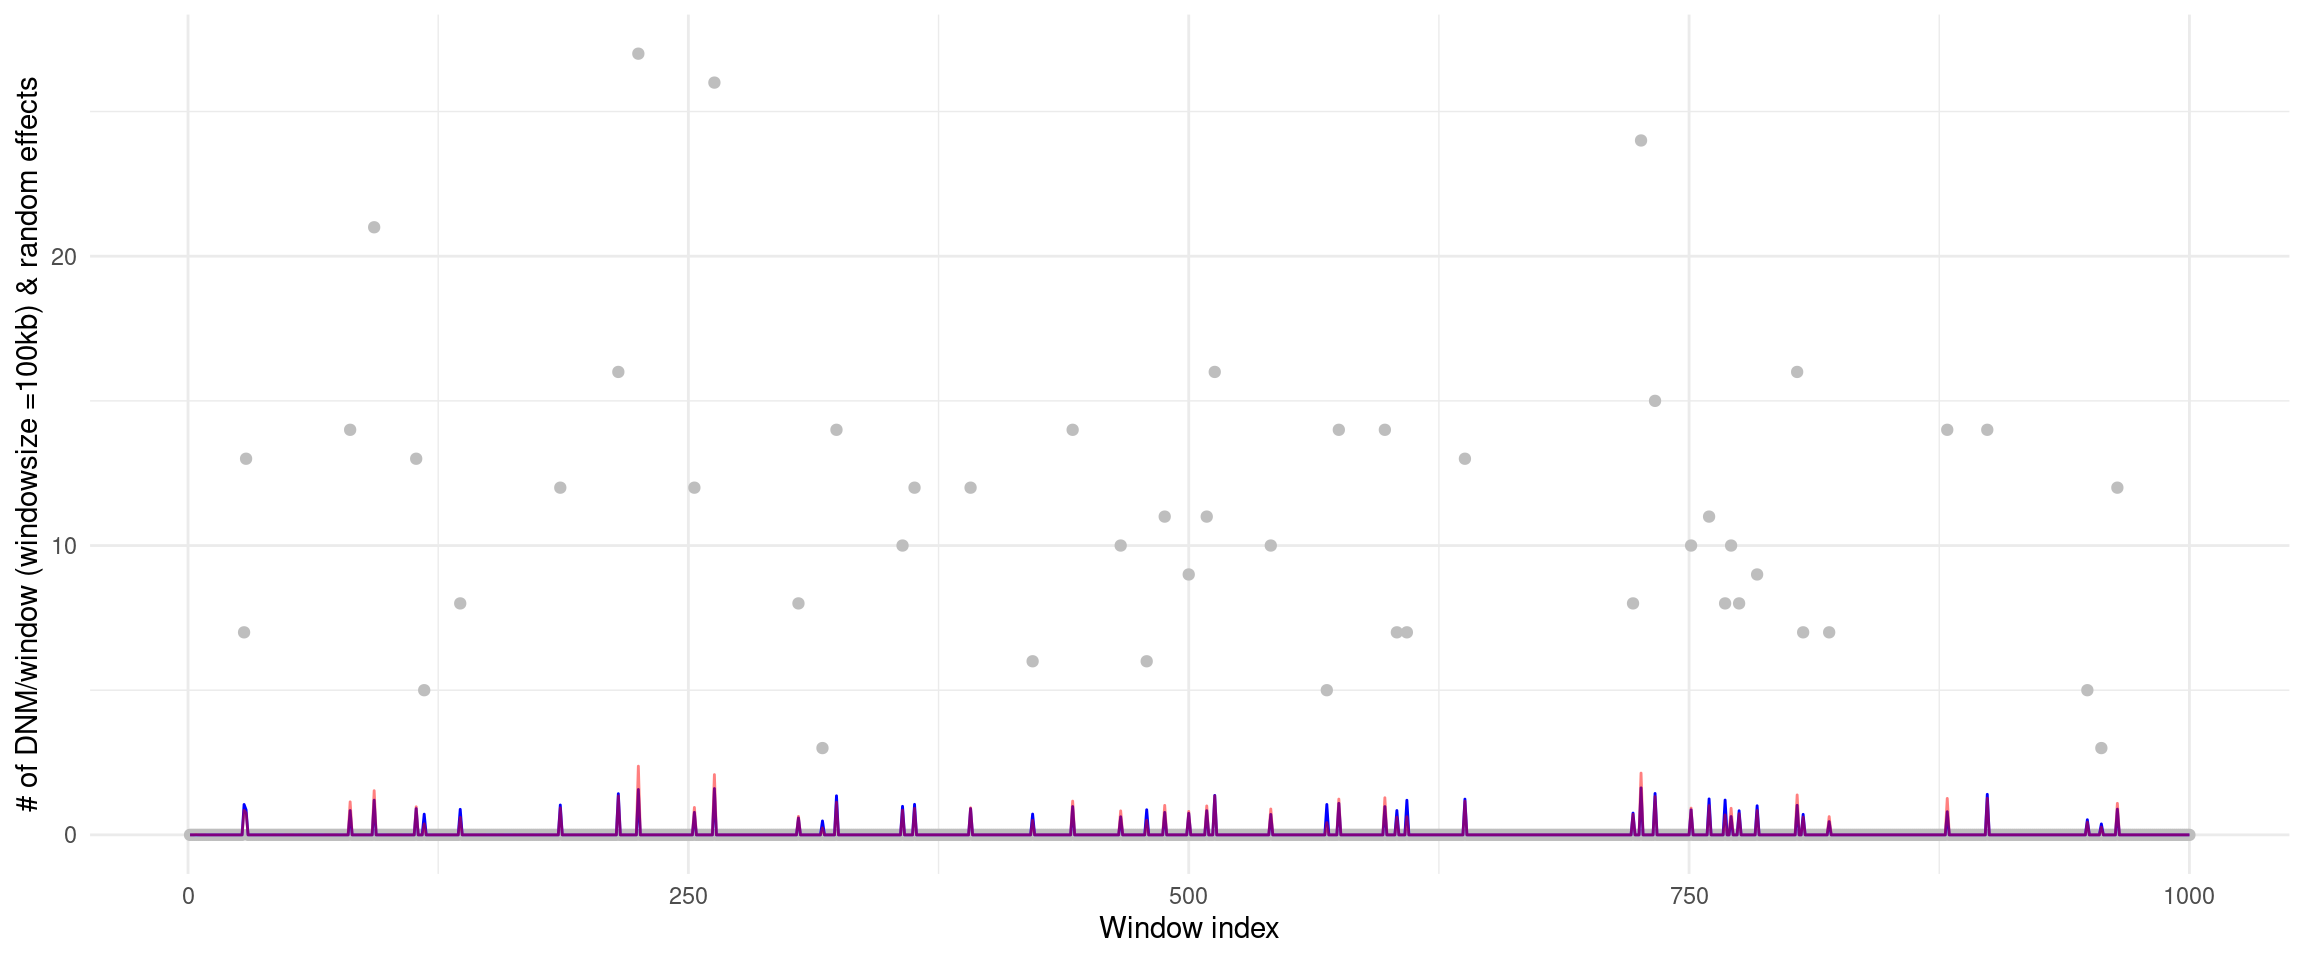 # of DNM/window (windowsize =100kb) & random effects
20
10
0
0 250 500 750 1000
Window index